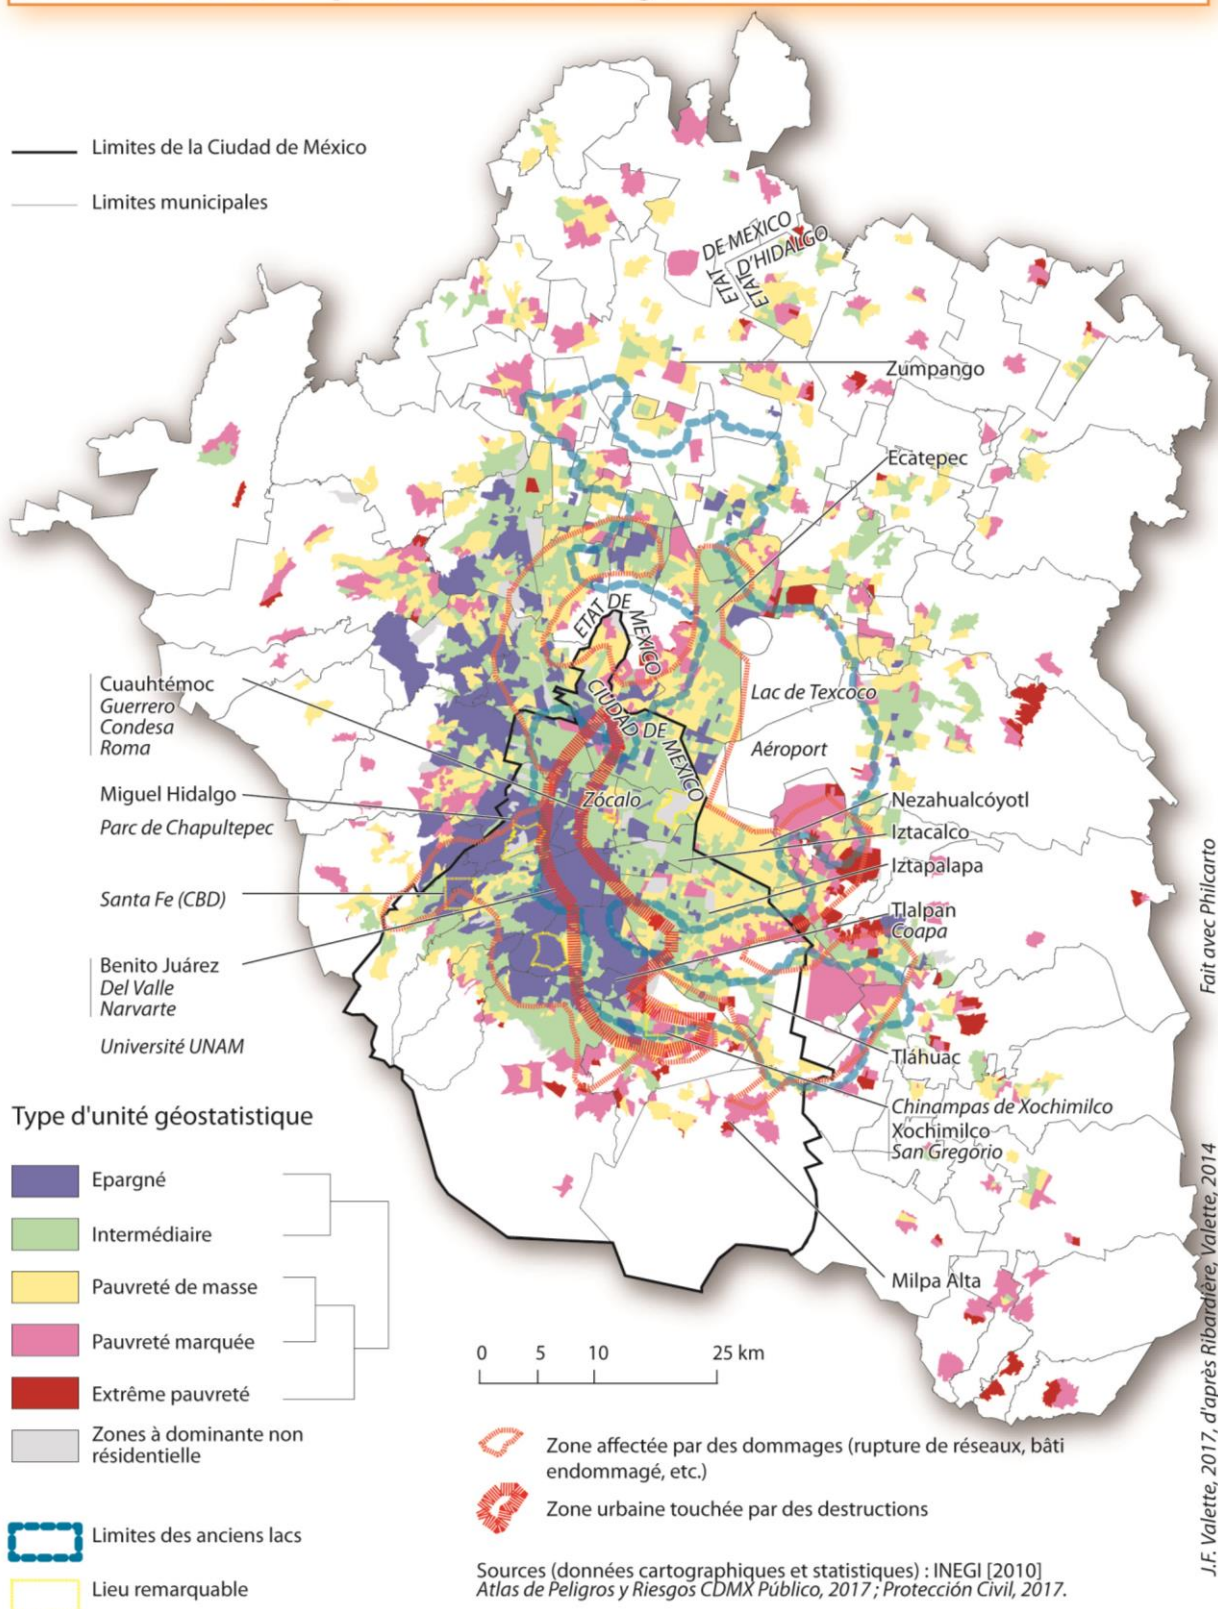 Limites de la Ciudad de México
Limites municipales
ETAT DE MEXICO
ETAT D'HIDALGO
Zumpango
Ecatepec
ETAT DE MEXICO
CIUDAD DE MEXICO
Lac de Texcoco
Aéroport
Zócalo
Cuauhtémoc
Guerrero
Condesa
Roma
Miguel Hidalgo
Parc de Chapultepec
Santa Fe (CBD)
Benito Juárez
Del Valle
Narvarte
Université UNAM
Nezahualcóyotl
Iztacalco
Iztapalapa
Tlalpan
Coapa
Tláhuac
Chinampas de Xochimilco
Xochimilco
San Gregorio
Milpa Alta
Type d'unité géostatistique
Epargné
Intermédiaire
Pauvreté de masse
Pauvreté marquée
Extrême pauvreté
Zones à dominante non
résidentielle
Limites des anciens lacs
Lieu remarquable
0 5 10 25 km
Zone affectée par des dommages (rupture de réseaux, bâti
endommagé, etc.)
Zone urbaine touchée par des destructions
Sources (données cartographiques et statistiques) : INEGI [2010]
Atlas de Peligros y Riesgos CDMX Público, 2017 ; Protección Civil, 2017.
Fait avec Philcarto
J.F. Valette, 2017, d'après Ribardière, Valette, 2014